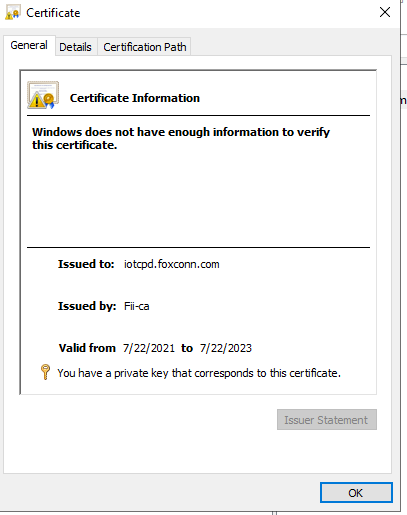 Certificate
General Details Certification Path
Certificate Information
Windows does not have enough information to verify
this certificate.
Issued to: iotcpd.foxconn.com
Issued by: Fii-ca
Valid from 7/22/2021 to 7/22/2023
You have a private key that corresponds to this certificate.
Issuer Statement
OK